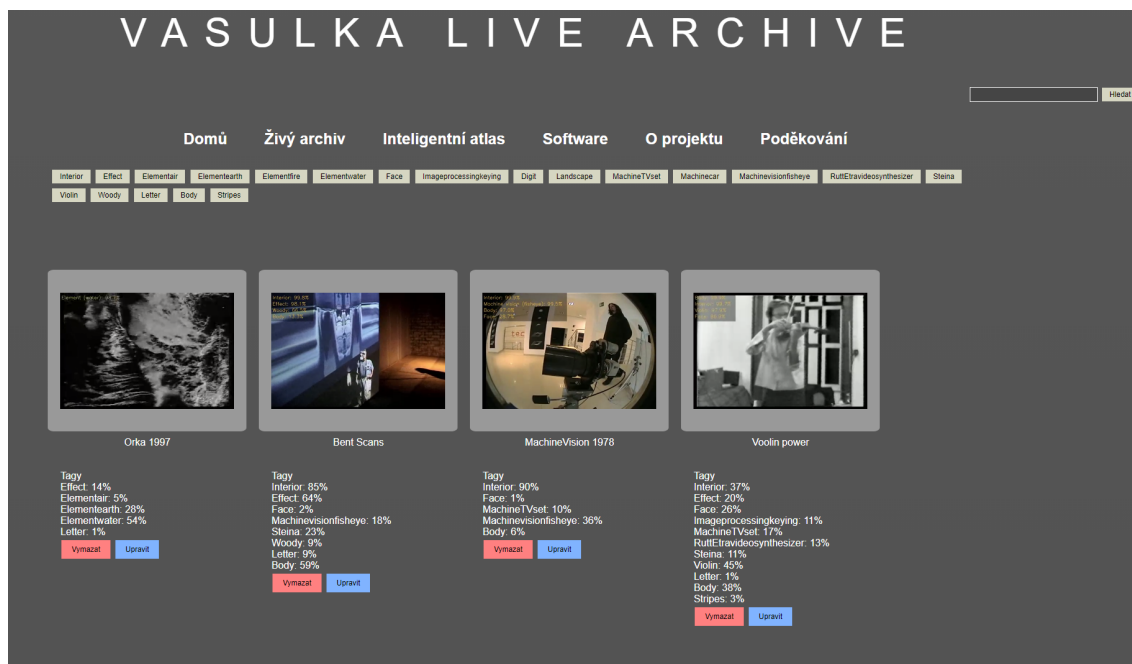 VASULKA LIVE ARCHIVE
Hledat
Domů Živý archiv Inteligentní atlas Software O projektu Poděkování
Interior Effect Elementair Elementearth Elementfire Elementwater Face Imageprocessingkeying Digit Landscape MachineTVset Machinecar Machinevisionfisheye RuttEtravideosynthesizer Steina
Violin Woody Letter Body Stripes
Orka 1997 Bent Scans MachineVision 1978 Voolin power
Tagy
Effect: 14%
Elementair: 5%
Elementearth: 28%
Elementwater: 54%
Letter: 1%
Vymazat Upravit
Tagy
Interior: 85%
Effect: 64%
Face: 2%
Machinevisionfisheye: 18%
Steina: 23%
Woody: 9%
Letter: 9%
Body: 59%
Vymazat Upravit
Tagy
Interior: 90%
Face: 1%
MachineTVset: 10%
Machinevisionfisheye: 36%
Body: 6%
Vymazat Upravit
Tagy
Interior: 37%
Effect: 20%
Face: 26%
Imageprocessingkeying: 11%
MachineTVset: 17%
RuttEtravideosynthesizer: 13%
Steina: 11%
Violin: 45%
Letter: 1%
Body: 38%
Stripes: 3%
Vymazat Upravit